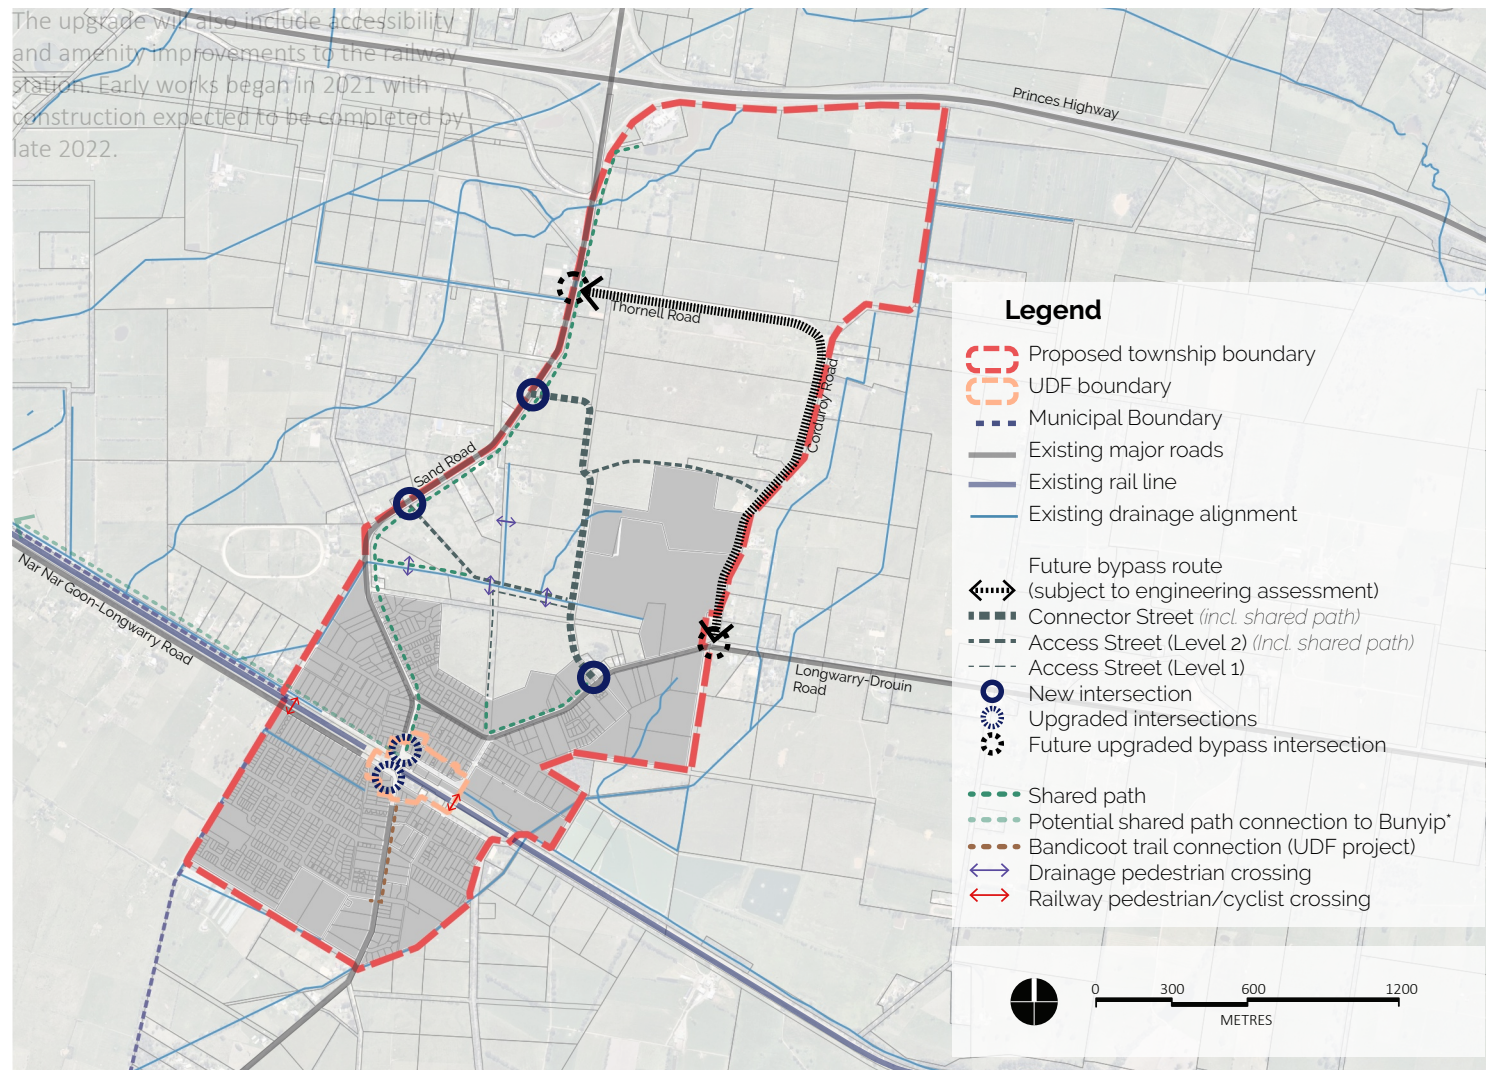 The upgrade will also include accessibility
and amenity improvements to the railway
station. Early works began in 2021 with
construction expected to be completed by
late 2022.
Princes Highway
Thornell Road
Corduroy Road
Sand Road
Nar Nar Goon-Longwarry Road
Longwarry-Drouin
Road
Legend
Proposed township boundary
UDF boundary
Municipal Boundary
Existing major roads
Existing rail line
Existing drainage alignment
Future bypass route
(subject to engineering assessment)
Connector Street (incl. shared path)
Access Street (Level 2) (Incl. shared path)
Access Street (Level 1)
New intersection
Upgraded intersections
Future upgraded bypass intersection
Shared path
Potential shared path connection to Bunyip*
Bandicoot trail connection (UDF project)
Drainage pedestrian crossing
Railway pedestrian/cyclist crossing
0 300 600 1200
METRES